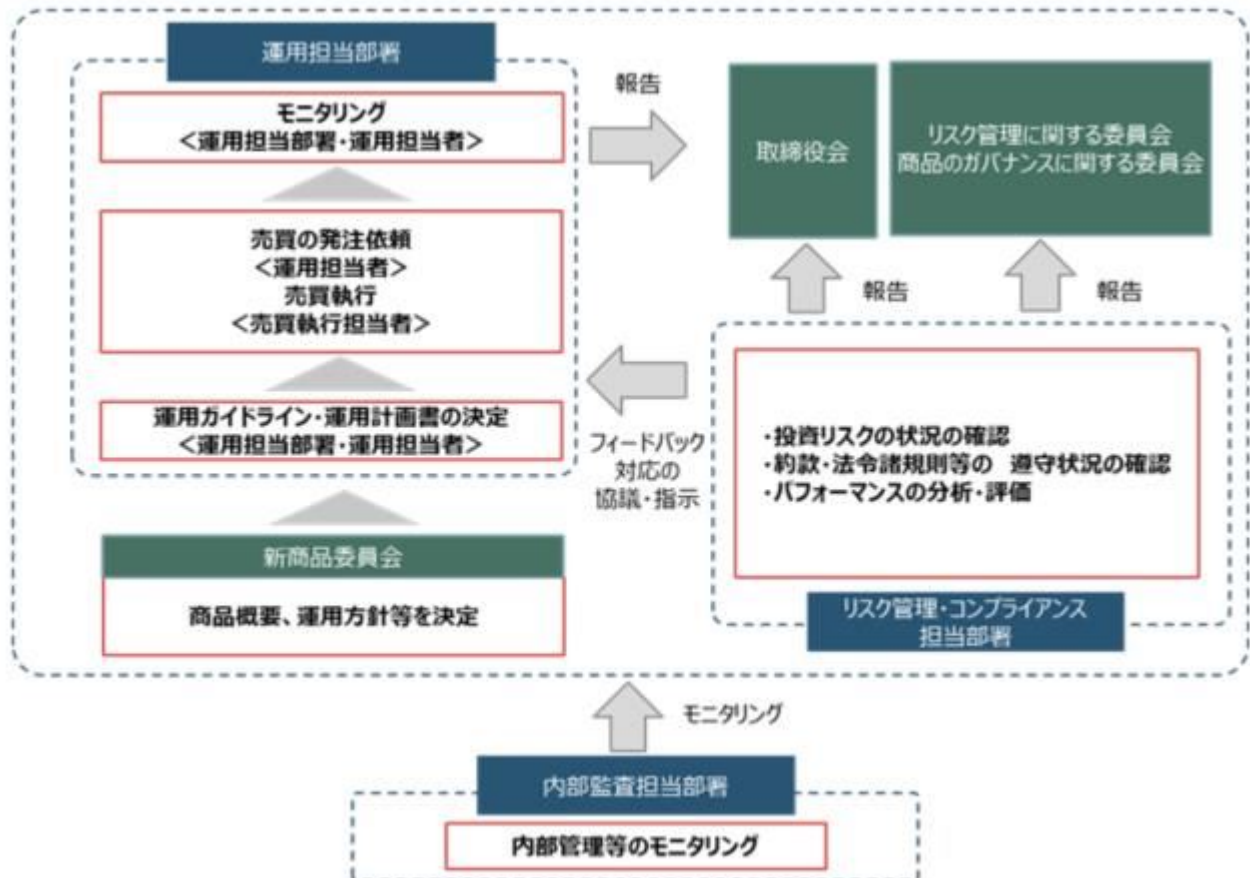 運用担当部署
モニタリング
<運用担当部署・運用担当者>
売買の発注依頼
<運用担当者>
売買執行
<売買執行担当者>
運用ガイドライン・運用計画書の決定
<運用担当部署・運用担当者>
新商品委員会
商品概要、運用方針等を決定
報告
取締役会
リスク管理に関する委員会
商品のガバナンスに関する委員会
報告
報告
フィードバック
対応の
協議・指示
・投資リスクの状況の確認
・約款・法令諸規則等の 遵守状況の確認
・パフォーマンスの分析・評価
リスク管理・コンプライアンス
担当部署
モニタリング
内部監査担当部署
内部管理等のモニタリング